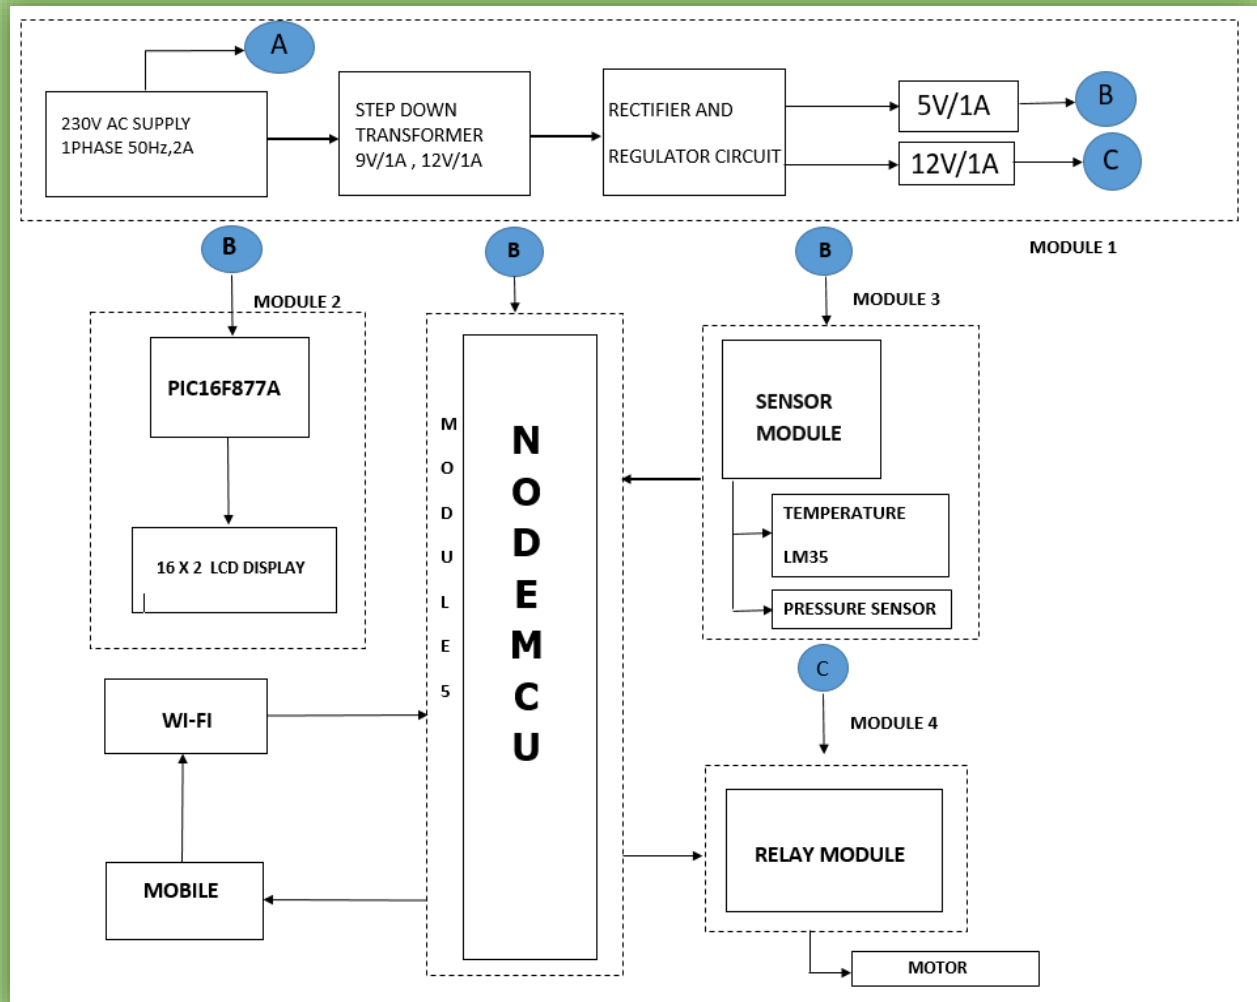 A
230V AC SUPPLY
1PHASE 50Hz,2A
STEP DOWN
TRANSFORMER
9V/1A , 12V/1A
RECTIFIER AND
REGULATOR CIRCUIT
5V/1A
B
12V/1A
C
MODULE 1
B
B
B
MODULE 2
MODULE 3
PIC16F877A
16 X 2 LCD DISPLAY
MODULE5
NODEMCU
SENSOR
MODULE
TEMPERATURE
LM35
PRESSURE SENSOR
C
MODULE 4
WI-FI
MOBILE
RELAY MODULE
MOTOR